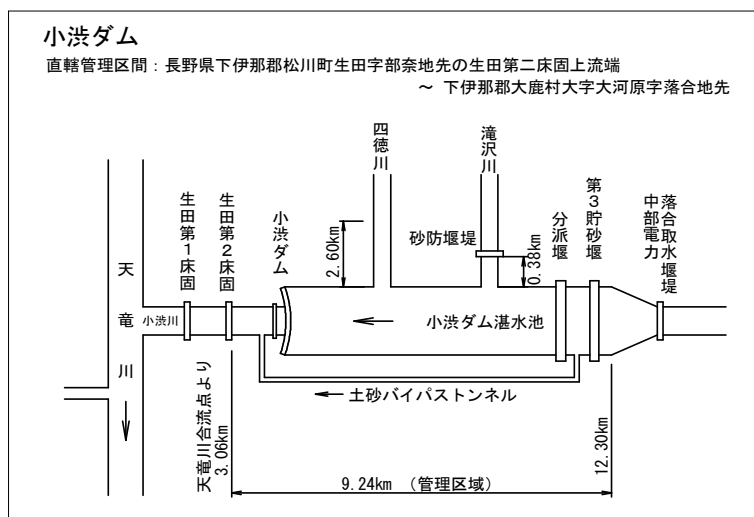 小渋ダム
直轄管理区間:長野県下伊那郡松川町生田字部奈地先の生田第二床固上流端
~ 下伊那郡大鹿村大字大河原字落合地先
四徳川
滝沢川
生田第1床固
生田第2床固
小渋ダム
2.60km
砂防堰堤
0.38km
分派堰
第3貯砂堰
中部電力
落合取水堰堤
天竜川
小渋川
小渋ダム湛水池
土砂バイパストンネル
天竜川合流点より
3.06km
12.30km
9.24km (管理区域)